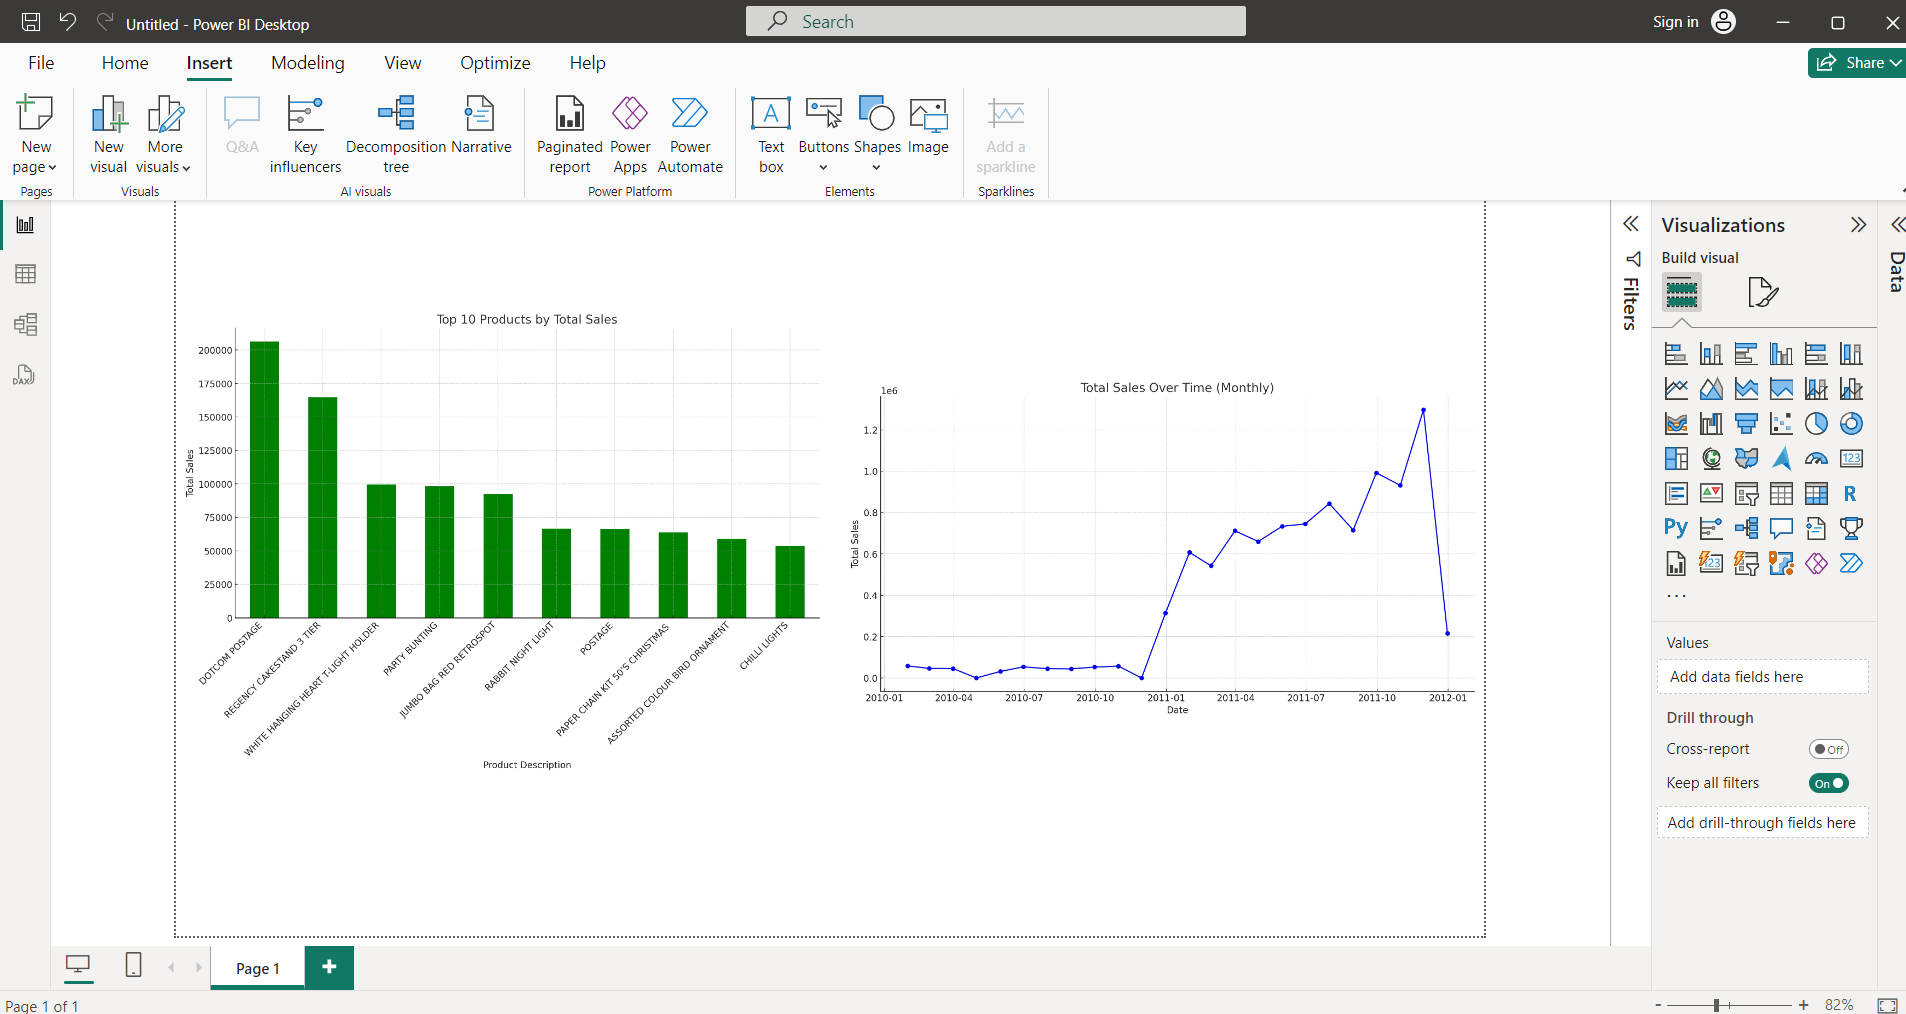 Untitled - Power BI Desktop
Search
Sign in
File Home Insert Modeling View Optimize Help
Share
New page
New visual
More visuals
Q&A
Key influencers
Decomposition tree
Narrative
Paginated report
Power Apps
Power Automate
Text box
Buttons
Shapes
Image
Add a sparkline
Pages
Visuals
AI visuals
Power Platform
Elements
Sparklines
DAX
Top 10 Products by Total Sales
Total Sales
200000
175000
150000
125000
100000
75000
50000
25000
0
DOTCOM POSTAGE
REGENCY CAKESTAND 3 TIER
WHITE HANGING HEART T-LIGHT HOLDER
PARTY BUNTING
JUMBO BAG RED RETROSPOT
RABBIT NIGHT LIGHT
POSTAGE
PAPER CHAIN KIT 50'S CHRISTMAS
ASSORTED COLOUR BIRD ORNAMENT
CHILLI LIGHTS
Product Description
Total Sales Over Time (Monthly)
1e6
Total Sales
1.2
1.0
0.8
0.6
0.4
0.2
0.0
2010-01 2010-04 2010-07 2010-10 2011-01 2011-04 2011-07 2011-10 2012-01
Date
Filters
Visualizations
Build visual
123
R
Py
123
...
Values
Add data fields here
Drill through
Cross-report Off
Keep all filters On
Add drill-through fields here
Data
Page 1
+
Page 1 of 1
- + 82%